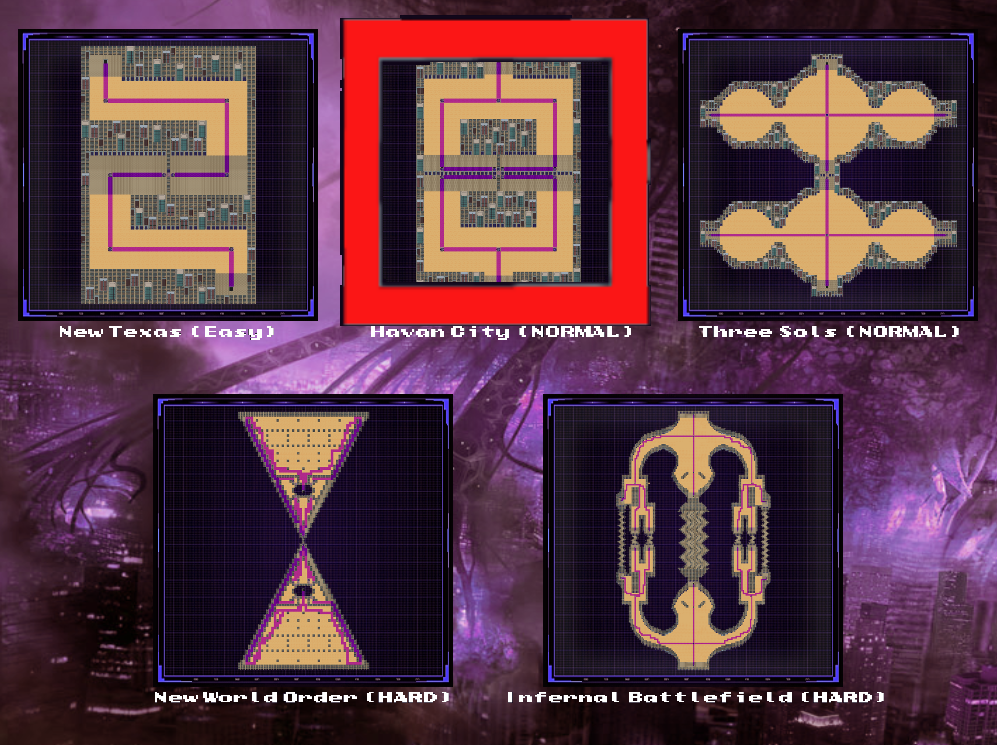 New Texas (Easy)
Havan City (NORMAL)
Three Sols (NORMAL)
New World Order (HARD)
Infernal Battlefield (HARD)